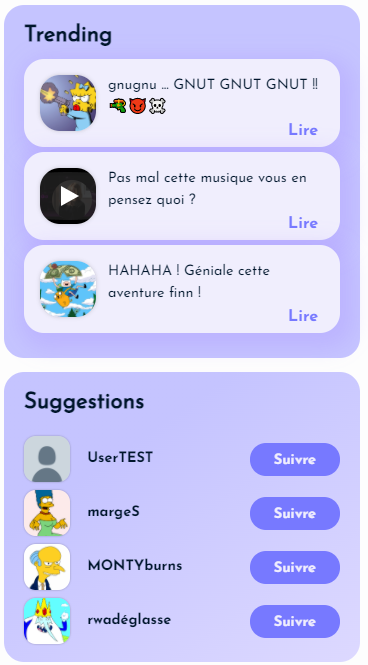 Trending
gnugnu ... GNUT GNUT GNUT !!
Lire
Pas mal cette musique vous en
pensez quoi ?
Lire
HAHAHA ! Géniale cette
aventure finn !
Lire
Suggestions
UserTEST
Suivre
margeS
Suivre
MONTYburns
Suivre
rwadéglasse
Suivre